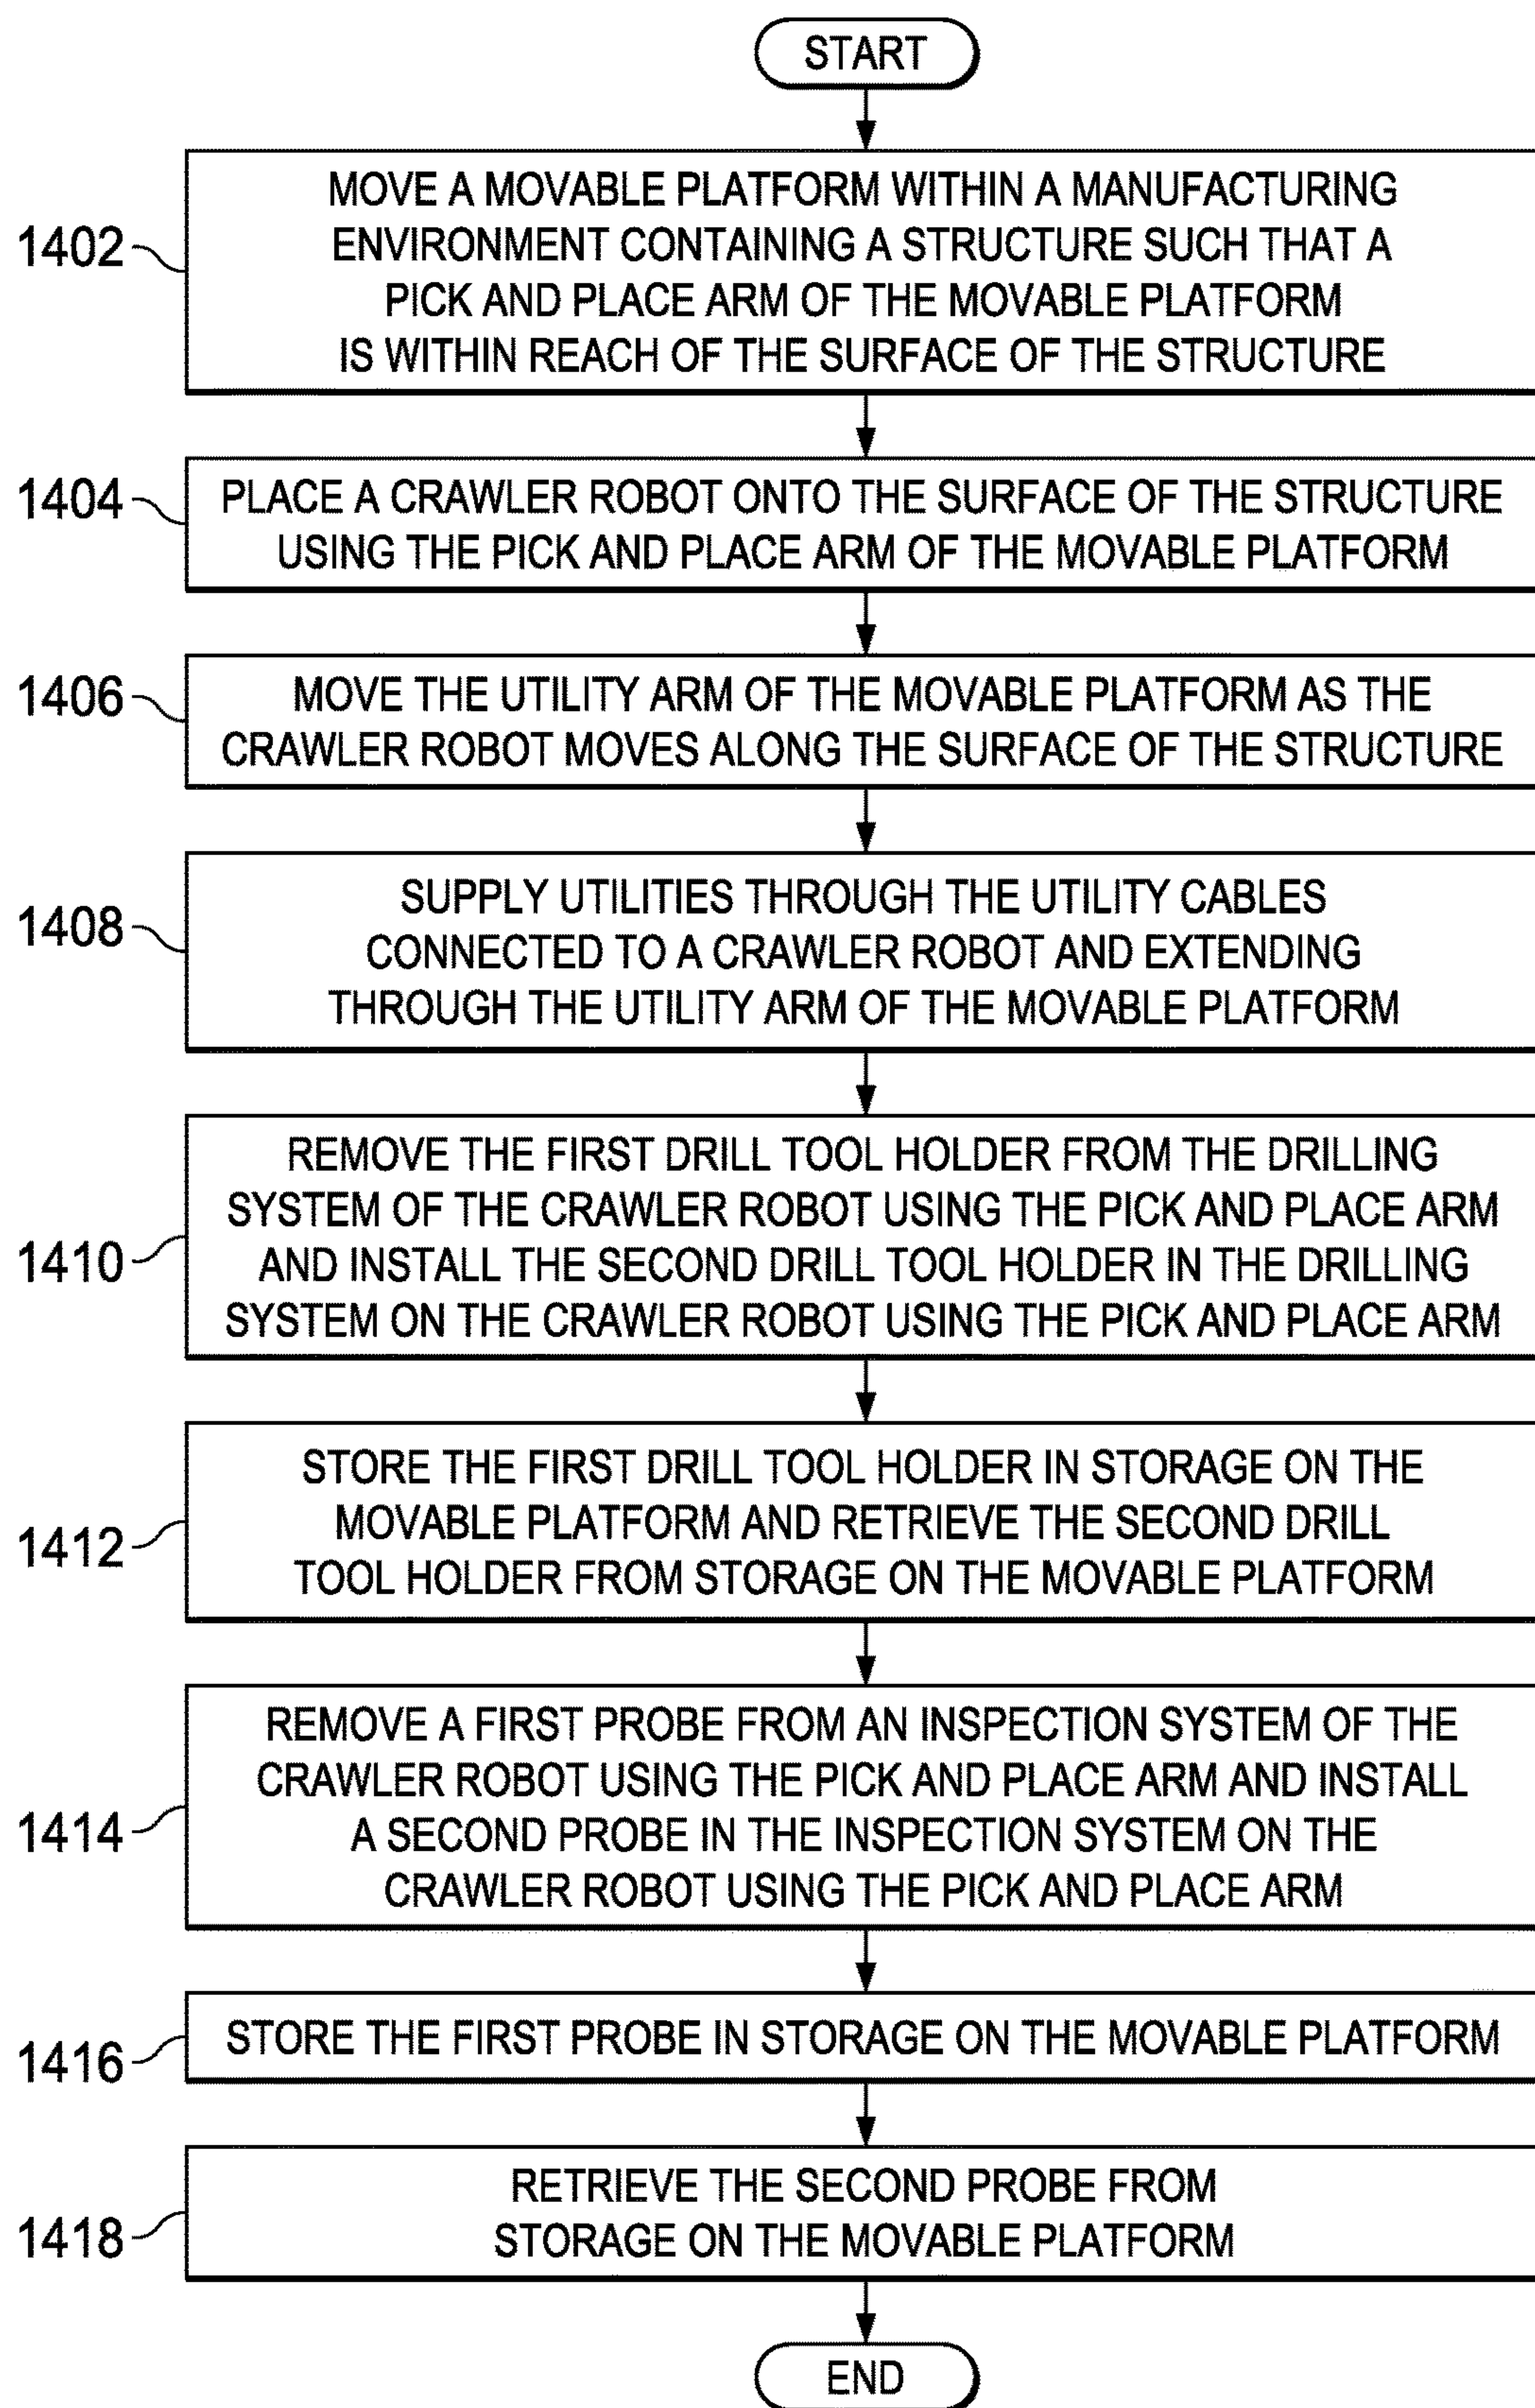 START
1402
MOVE A MOVABLE PLATFORM WITHIN A MANUFACTURING
ENVIRONMENT CONTAINING A STRUCTURE SUCH THAT A
PICK AND PLACE ARM OF THE MOVABLE PLATFORM
IS WITHIN REACH OF THE SURFACE OF THE STRUCTURE
1404
PLACE A CRAWLER ROBOT ONTO THE SURFACE OF THE STRUCTURE
USING THE PICK AND PLACE ARM OF THE MOVABLE PLATFORM
1406
MOVE THE UTILITY ARM OF THE MOVABLE PLATFORM AS THE
CRAWLER ROBOT MOVES ALONG THE SURFACE OF THE STRUCTURE
1408
SUPPLY UTILITIES THROUGH THE UTILITY CABLES
CONNECTED TO A CRAWLER ROBOT AND EXTENDING
THROUGH THE UTILITY ARM OF THE MOVABLE PLATFORM
1410
REMOVE THE FIRST DRILL TOOL HOLDER FROM THE DRILLING
SYSTEM OF THE CRAWLER ROBOT USING THE PICK AND PLACE ARM
AND INSTALL THE SECOND DRILL TOOL HOLDER IN THE DRILLING
SYSTEM ON THE CRAWLER ROBOT USING THE PICK AND PLACE ARM
1412
STORE THE FIRST DRILL TOOL HOLDER IN STORAGE ON THE
MOVABLE PLATFORM AND RETRIEVE THE SECOND DRILL
TOOL HOLDER FROM STORAGE ON THE MOVABLE PLATFORM
1414
REMOVE A FIRST PROBE FROM AN INSPECTION SYSTEM OF THE
CRAWLER ROBOT USING THE PICK AND PLACE ARM AND INSTALL
A SECOND PROBE IN THE INSPECTION SYSTEM ON THE
CRAWLER ROBOT USING THE PICK AND PLACE ARM
1416
STORE THE FIRST PROBE IN STORAGE ON THE MOVABLE PLATFORM
1418
RETRIEVE THE SECOND PROBE FROM
STORAGE ON THE MOVABLE PLATFORM
END